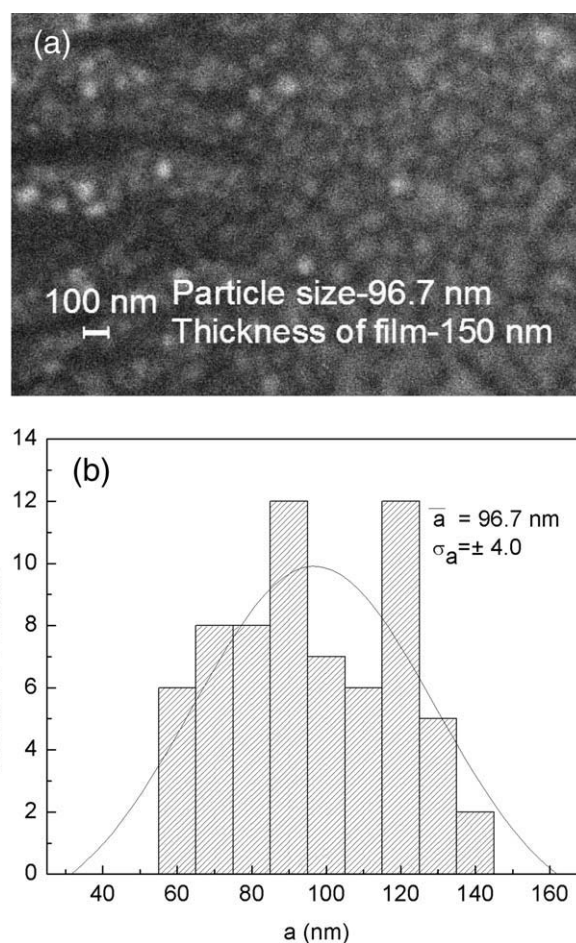 (a)
100 nm
Particle size-96.7 nm
Thickness of film-150 nm
(b)
14
12
10
8
6
4
2
0
a = 96.7 nm
σa=± 4.0
40 60 80 100 120 140 160
a (nm)